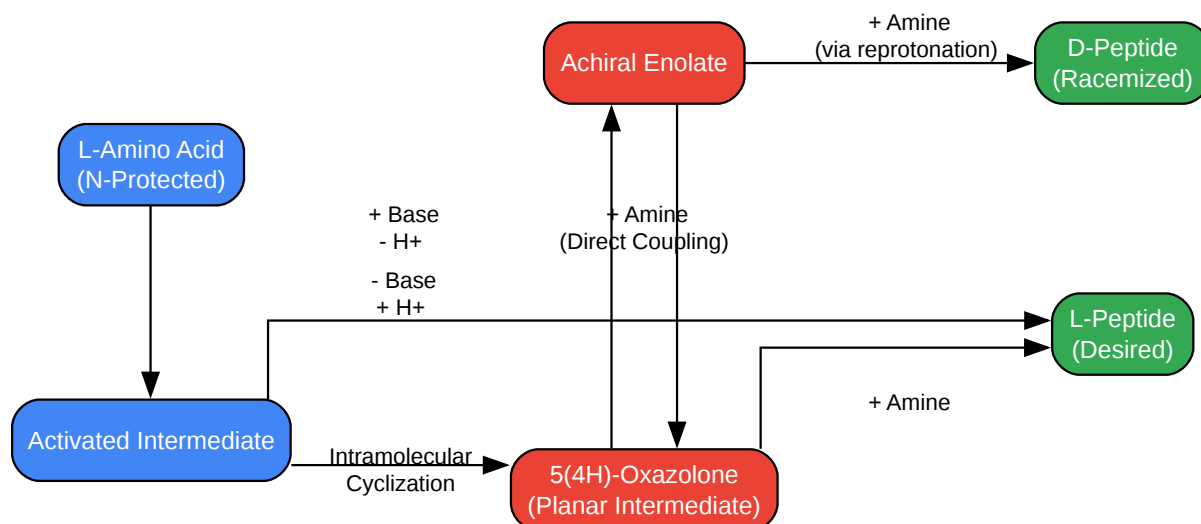 + Amine
(via reprotonation)
Achiral Enolate
D-Peptide
(Racemized)
L-Amino Acid
(N-Protected)
+ Base
- H+
- Base
+ H+
+ Amine
(Direct Coupling)
L-Peptide
(Desired)
+ Amine
Activated Intermediate
Intramolecular
Cyclization
5(4H)-Oxazolone
(Planar Intermediate)